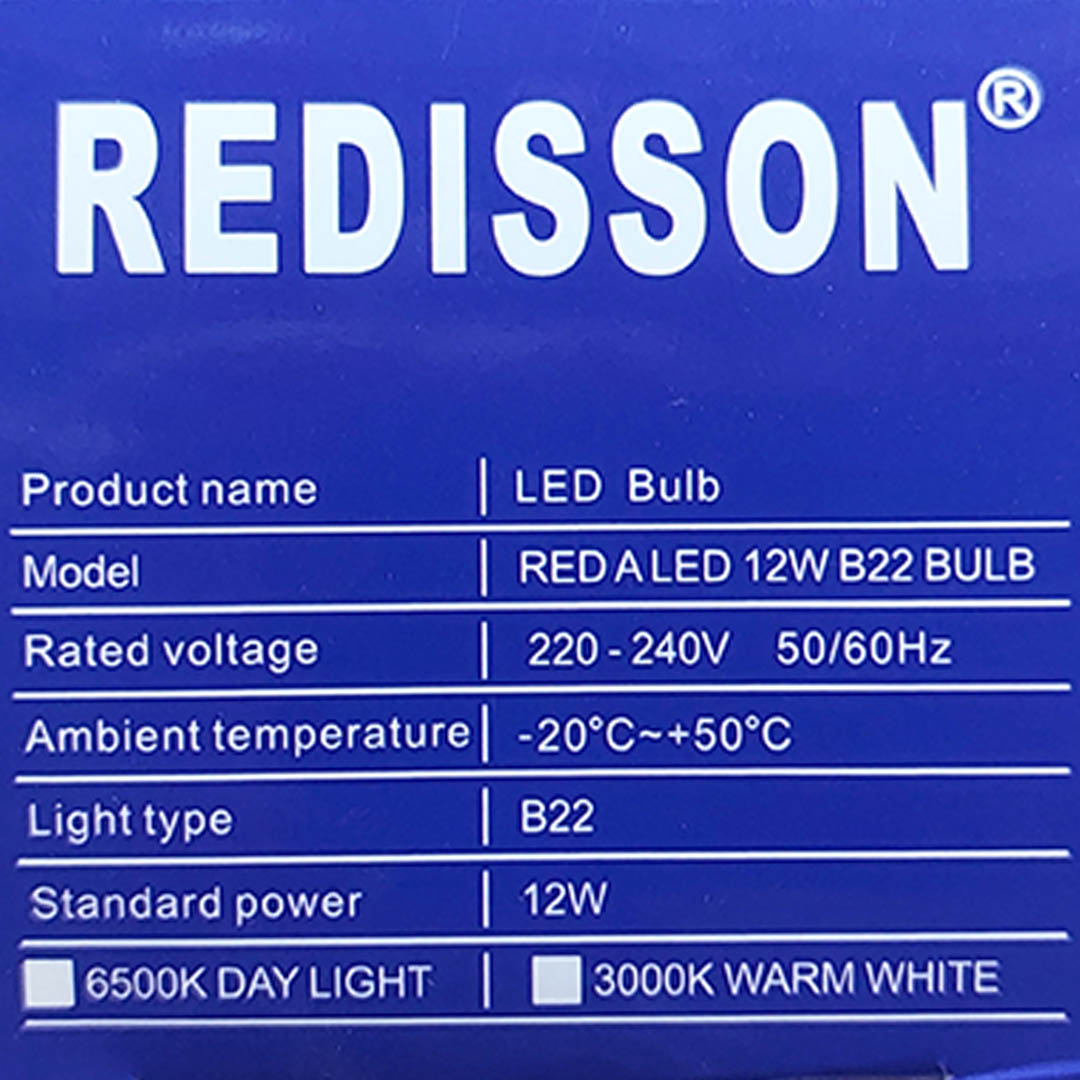 REDISSON®
Product name | LED Bulb
Model | RED A LED 12W B22 BULB
Rated voltage | 220-240V 50/60Hz
Ambient temperature | -20°C~+50°C
Light type | B22
Standard power | 12W
6500K DAY LIGHT | 3000K WARM WHITE